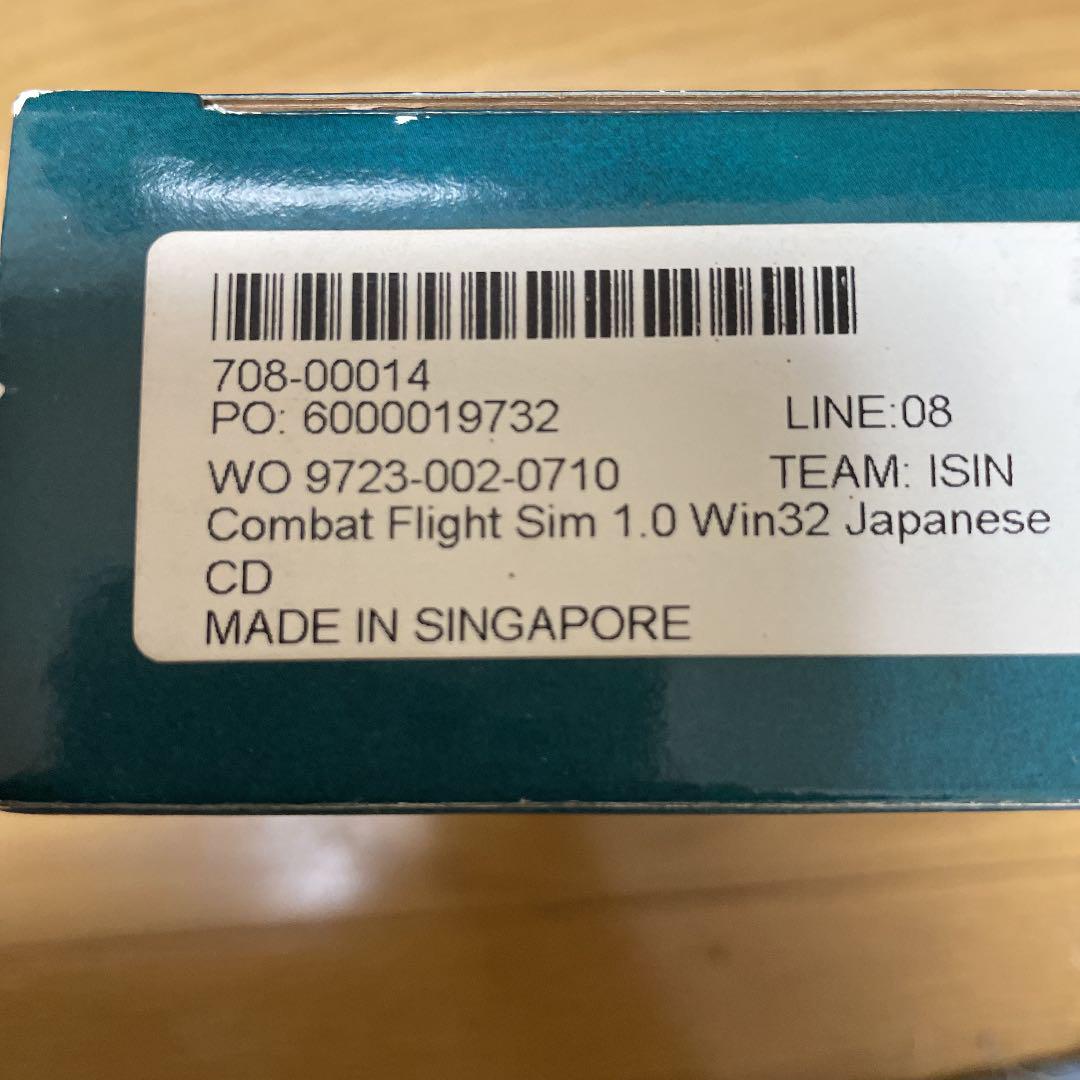 708-00014
PO: 6000019732 LINE:08
WO 9723-002-0710 TEAM: ISIN
Combat Flight Sim 1.0 Win32 Japanese
CD
MADE IN SINGAPORE